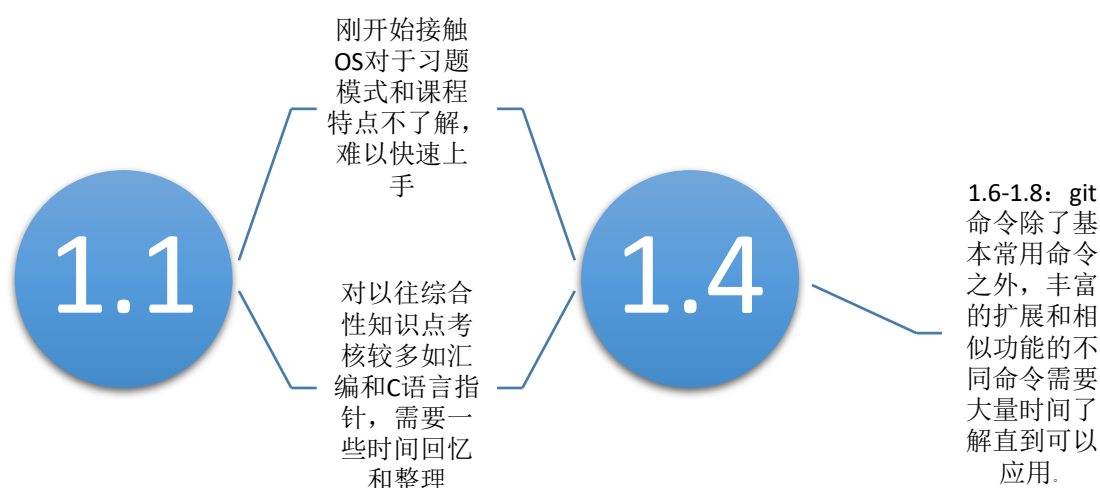 1.1
刚开始接触
OS对于习题
模式和课程
特点不了解，
难以快速上
手
对以往综合
性知识点考
核较多如汇
编和C语言指
针，需要一
些时间回忆
和整理
1.4
1.6-1.8：git
命令除了基
本常用命令
之外，丰富
的扩展和相
似功能的不
同命令需要
大量时间了
解直到可以
应用。